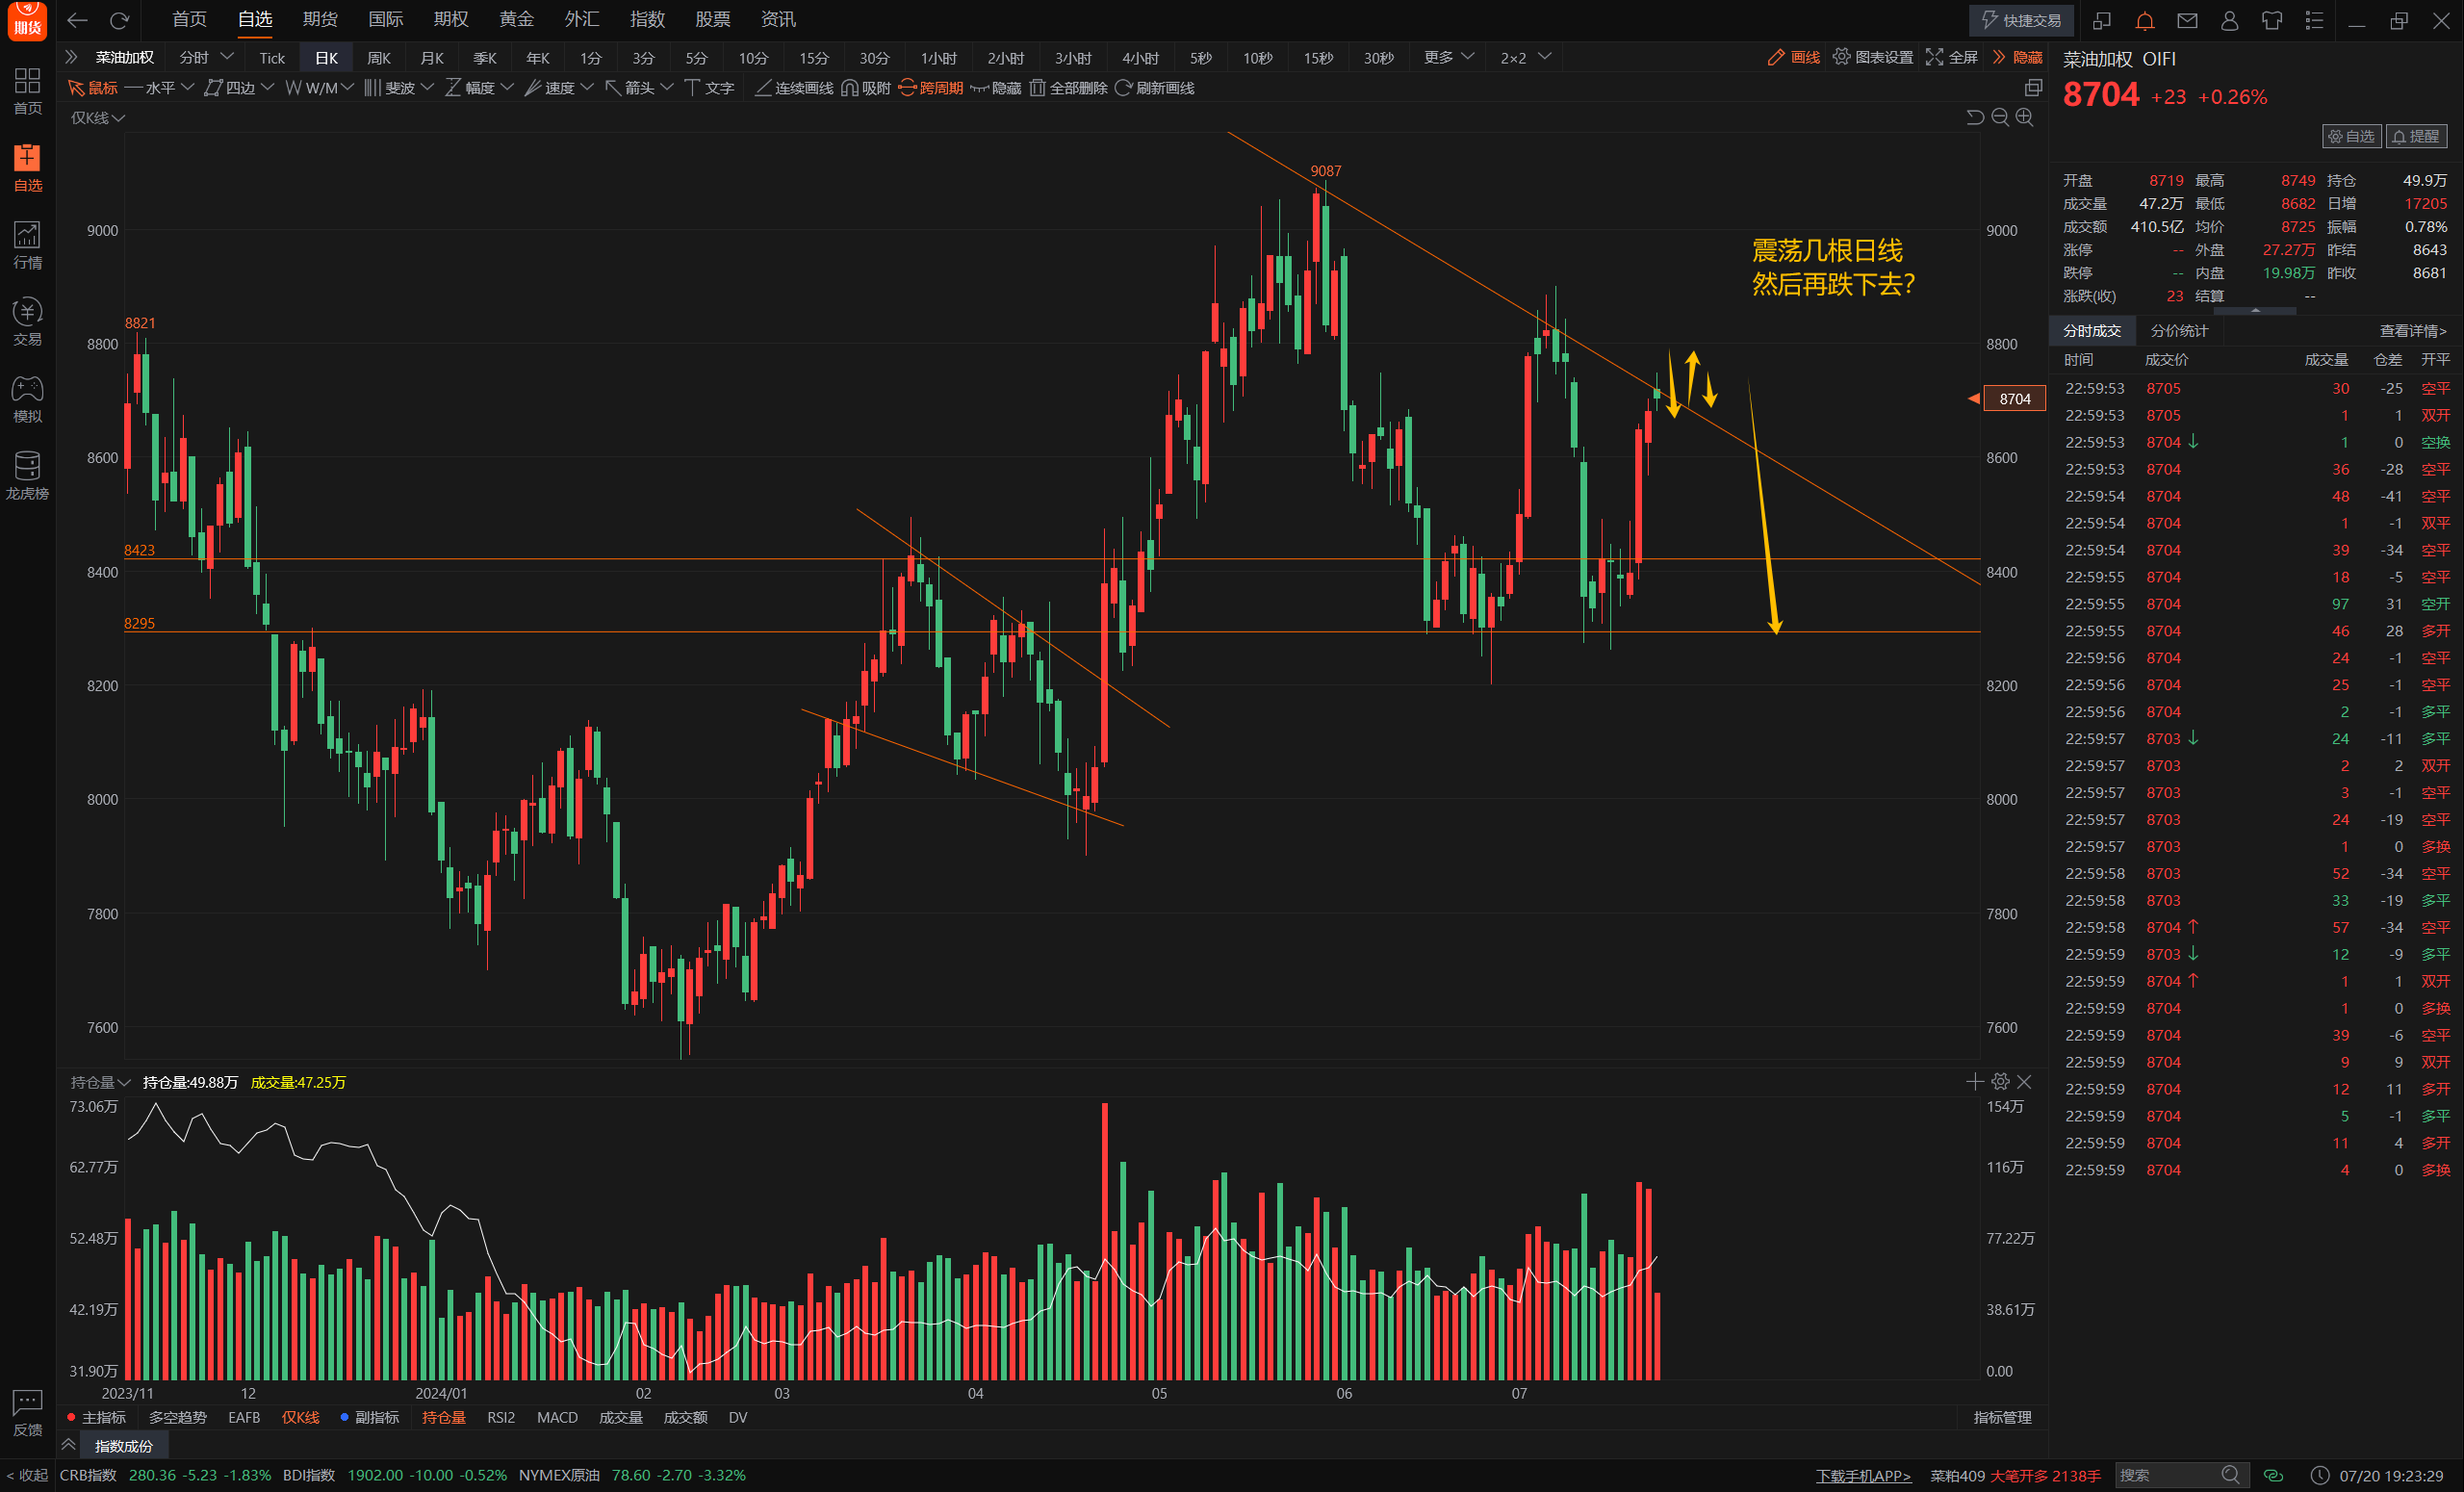 期货
首页 自选 期货 国际 期权 黄金 外汇 指数 股票 资讯
快捷交易
菜油加权 分时 Tick 日K 周K 月K 季K 年K 1分 3分 5分 10分 15分 30分 1小时 2小时 3小时 4小时 5秒 10秒 15秒 30秒 更多 2×2
画线 图表设置 全屏 隐藏
鼠标 水平 四边 W/M 斐波 幅度 速度 箭头 文字 连续画线 吸附 跨周期 隐藏 全部删除 刷新画线
仅K线
首页
自选
行情
交易
模拟
龙虎榜
反馈
9087
9000 9000
震荡几根日线
然后再跌下去?
8821
8800 8800
8704
8600 8600
8423
8400 8400
8295
8200 8200
8000 8000
7800 7800
7600 7600
持仓量 持仓量:49.88万 成交量:47.25万
73.06万 154万
62.77万 116万
52.48万 77.22万
42.19万 38.61万
31.90万 0.00
2023/11 12 2024/01 02 03 04 05 06 07
主指标 多空趋势 EAFB 仅K线 副指标 持仓量 RSI2 MACD 成交量 成交额 DV 指标管理
指数成份
菜油加权 OIFI
8704 +23 +0.26%
自选 提醒
开盘 8719 最高 8749 持仓 49.9万
成交量 47.2万 最低 8682 日增 17205
成交额 410.5亿 均价 8725 振幅 0.78%
涨停 -- 外盘 27.27万 昨结 8643
跌停 -- 内盘 19.98万 昨收 8681
涨跌(收) 23 结算 --
分时成交 分价统计 查看详情>
时间 成交价 成交量 仓差 开平
22:59:53 8705 30 -25 空平
22:59:53 8705 1 1 双开
22:59:53 8704↓ 1 0 空换
22:59:53 8704 36 -28 空平
22:59:54 8704 48 -41 空平
22:59:54 8704 1 -1 双平
22:59:54 8704 39 -34 空平
22:59:55 8704 18 -5 空平
22:59:55 8704 97 31 空开
22:59:55 8704 46 28 多开
22:59:56 8704 24 -1 空平
22:59:56 8704 25 -1 空平
22:59:56 8704 2 -1 多平
22:59:57 8703↓ 24 -11 多平
22:59:57 8703 2 2 双开
22:59:57 8703 3 -1 空平
22:59:57 8703 24 -19 空平
22:59:57 8703 1 0 多换
22:59:58 8703 52 -34 空平
22:59:58 8703 33 -19 多平
22:59:58 8704↑ 57 -34 空平
22:59:59 8703↓ 12 -9 多平
22:59:59 8704↑ 1 1 双开
22:59:59 8704 1 0 多换
22:59:59 8704 39 -6 空平
22:59:59 8704 9 9 双开
22:59:59 8704 12 11 多开
22:59:59 8704 5 -1 多平
22:59:59 8704 11 4 多开
22:59:59 8704 4 0 多换
< 收起 CRB指数 280.36 -5.23 -1.83% BDI指数 1902.00 -10.00 -0.52% NYMEX原油 78.60 -2.70 -3.32% 下载手机APP> 菜粕409 大笔开多 2138手 搜索 07/20 19:23:29